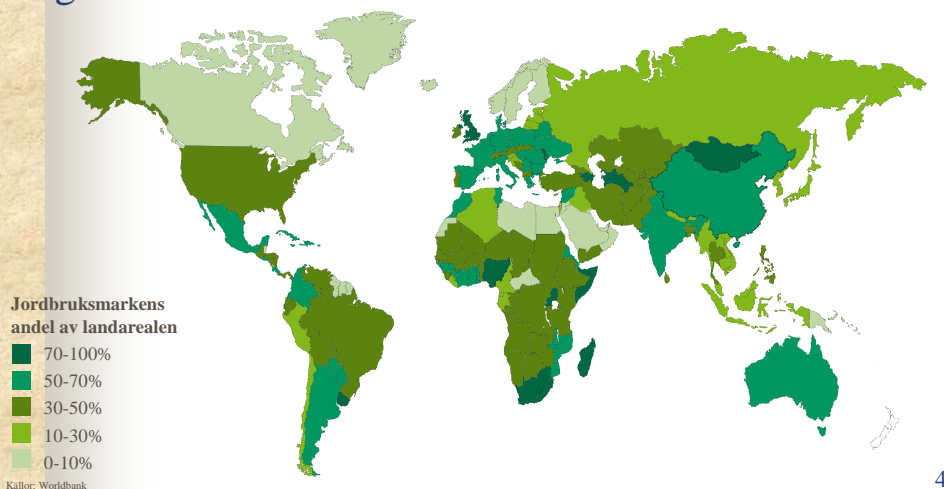 Jordbruksmarkens
andel av landarealen
70-100%
50-70%
30-50%
10-30%
0-10%
Källor: Worldbank
4